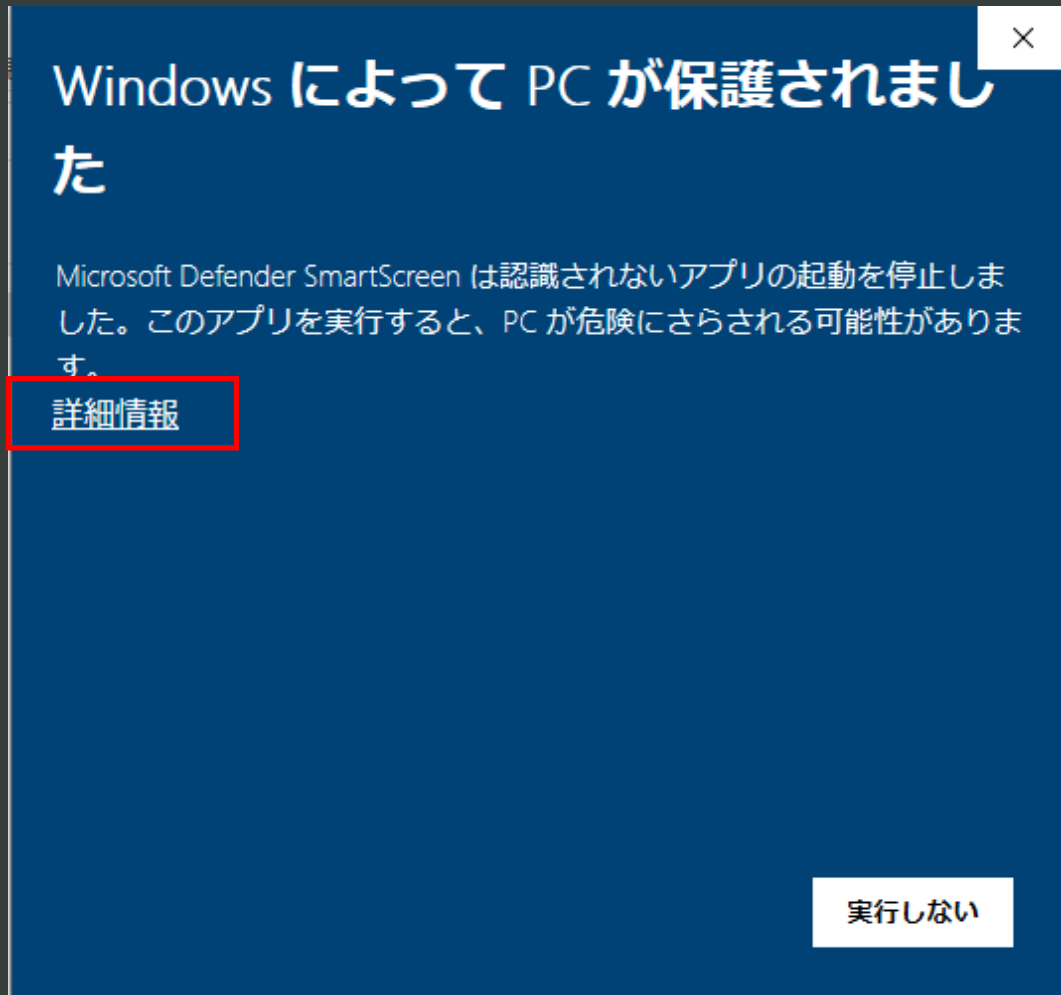 Windows によって PC が保護されまし
た
Microsoft Defender SmartScreen は認識されないアプリの起動を停止しま
した。このアプリを実行すると、PC が危険にさらされる可能性がありま
す。
詳細情報
実行しない